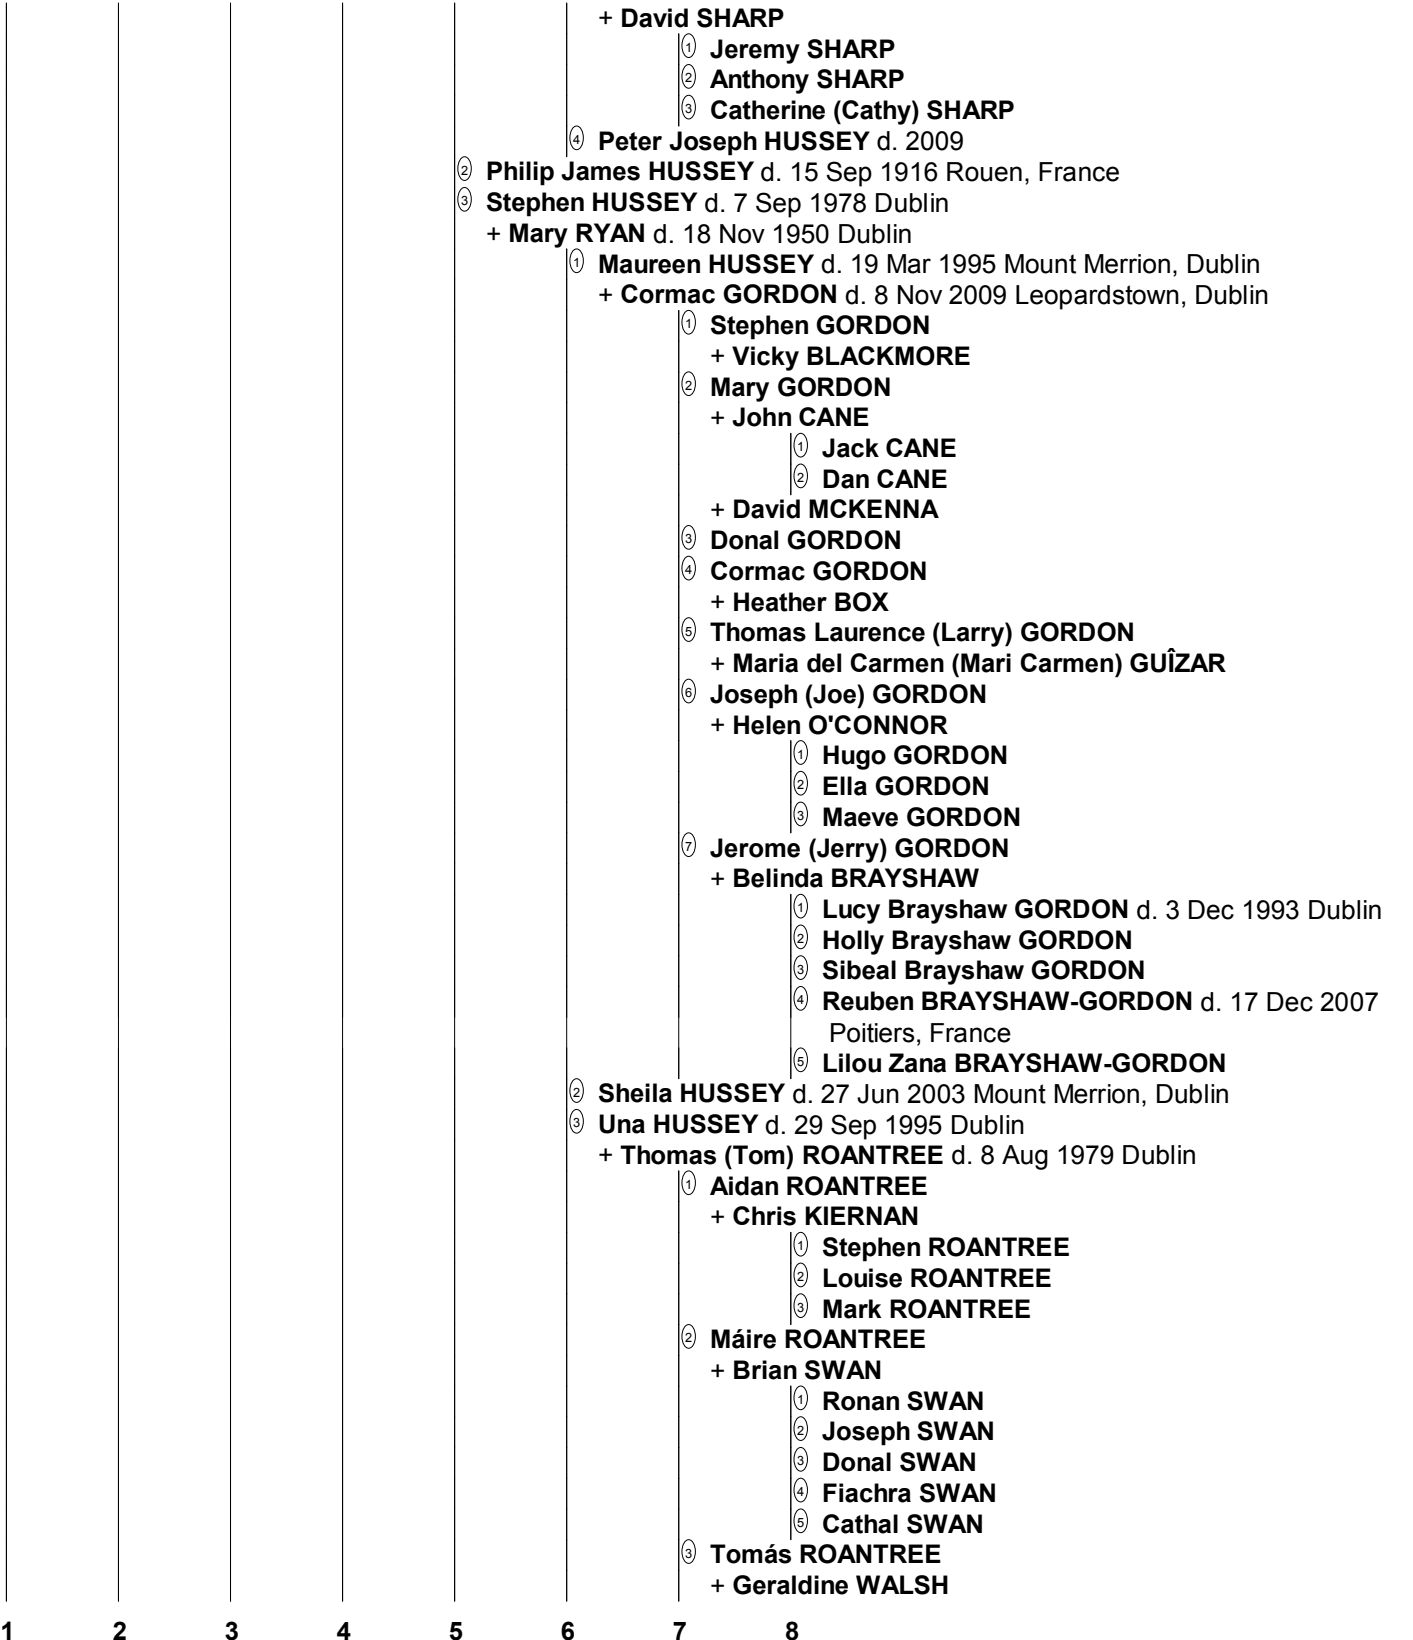 + David SHARP
1 Jeremy SHARP
2 Anthony SHARP
3 Catherine (Cathy) SHARP
4 Peter Joseph HUSSEY d. 2009
2 Philip James HUSSEY d. 15 Sep 1916 Rouen, France
3 Stephen HUSSEY d. 7 Sep 1978 Dublin
+ Mary RYAN d. 18 Nov 1950 Dublin
1 Maureen HUSSEY d. 19 Mar 1995 Mount Merrion, Dublin
+ Cormac GORDON d. 8 Nov 2009 Leopardstown, Dublin
1 Stephen GORDON
+ Vicky BLACKMORE
2 Mary GORDON
+ John CANE
1 Jack CANE
2 Dan CANE
+ David MCKENNA
3 Donal GORDON
4 Cormac GORDON
+ Heather BOX
5 Thomas Laurence (Larry) GORDON
+ Maria del Carmen (Mari Carmen) GUÎZAR
6 Joseph (Joe) GORDON
+ Helen O'CONNOR
1 Hugo GORDON
2 Ella GORDON
3 Maeve GORDON
7 Jerome (Jerry) GORDON
+ Belinda BRAYSHAW
1 Lucy Brayshaw GORDON d. 3 Dec 1993 Dublin
2 Holly Brayshaw GORDON
3 Sibeal Brayshaw GORDON
4 Reuben BRAYSHAW-GORDON d. 17 Dec 2007
Poitiers, France
5 Lilou Zana BRAYSHAW-GORDON
2 Sheila HUSSEY d. 27 Jun 2003 Mount Merrion, Dublin
3 Una HUSSEY d. 29 Sep 1995 Dublin
+ Thomas (Tom) ROANTREE d. 8 Aug 1979 Dublin
1 Aidan ROANTREE
+ Chris KIERNAN
1 Stephen ROANTREE
2 Louise ROANTREE
3 Mark ROANTREE
2 Máire ROANTREE
+ Brian SWAN
1 Ronan SWAN
2 Joseph SWAN
3 Donal SWAN
4 Fiachra SWAN
5 Cathal SWAN
3 Tomás ROANTREE
+ Geraldine WALSH
1 2 3 4 5 6 7 8